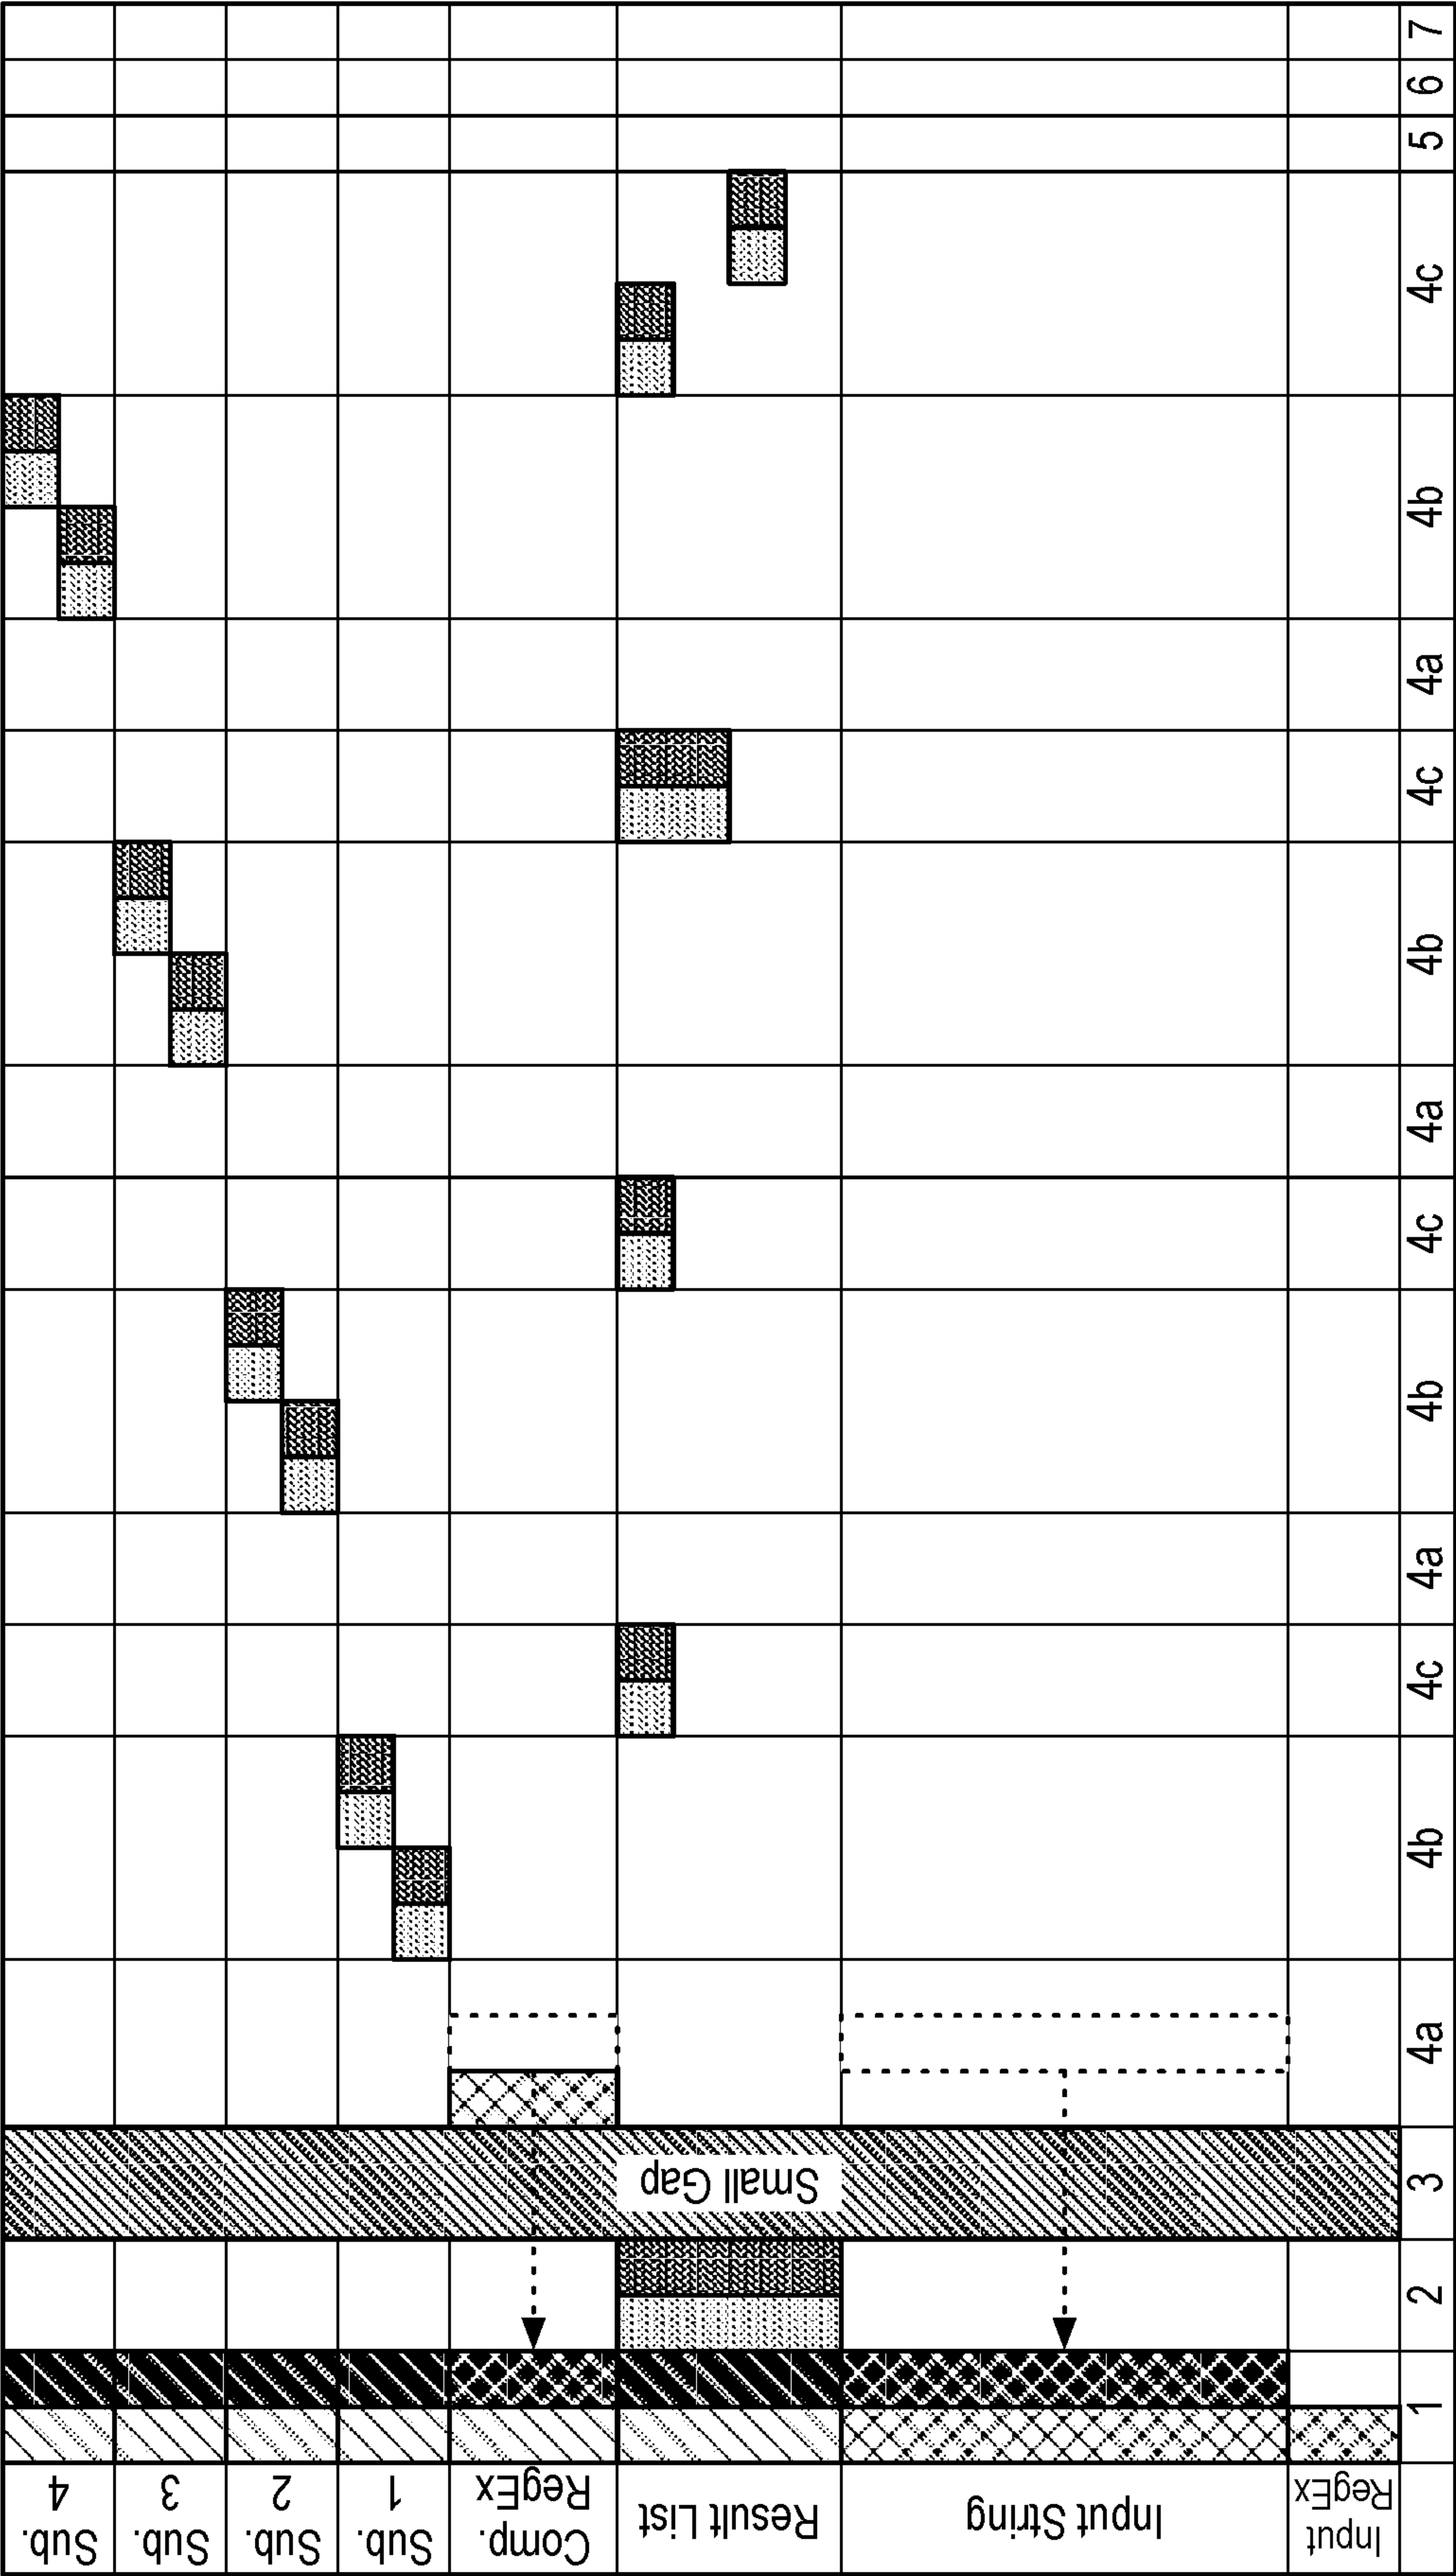 Input
RegEx
Input String
Result List
Comp.
RegEx
Sub.
1
Sub.
2
Sub.
3
Sub.
4
Small Gap
1
2
3
4a
4b
4c
4a
4b
4c
4a
4b
4c
4a
4b
4c
5
6
7